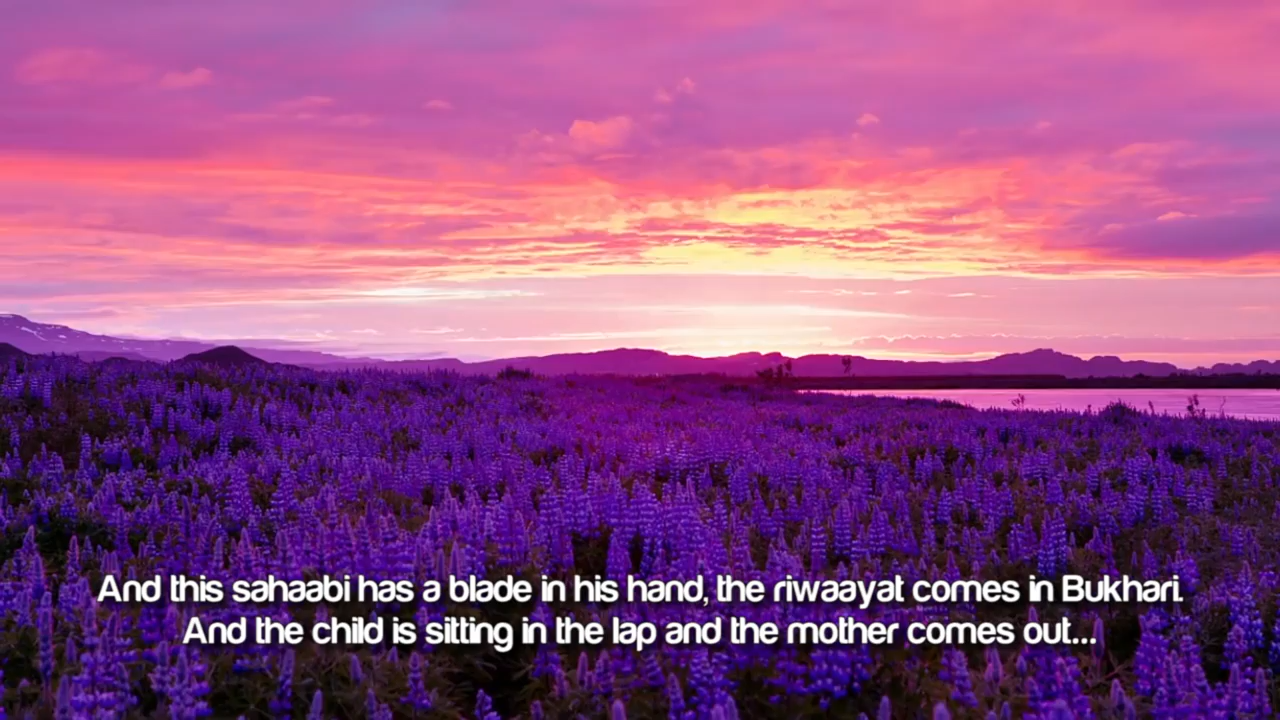 And this sahaabi has a blade in his hand, the riwaayat comes in Bukhari.
And the child is sitting in the lap and the mother comes out...